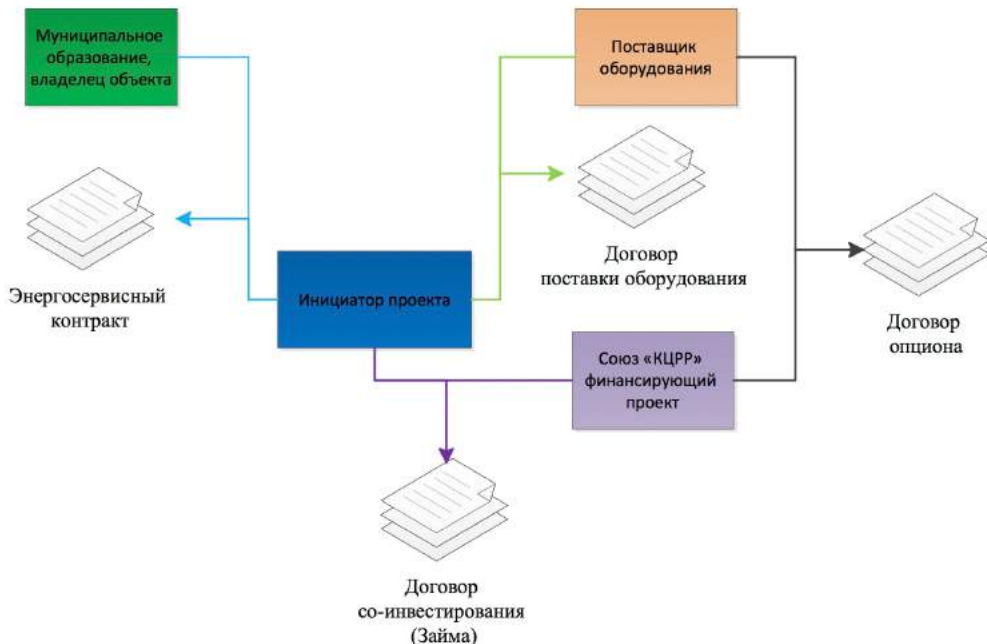 Муниципальное
образование,
владелец объекта
Поставщик
оборудования
Энергосервисный
контракт
Инициатор проекта
Договор
поставки оборудования
Договор
опциона
Союз «КЦРР»
финансирующий
проект
Договор
со-инвестирования
(Займа)